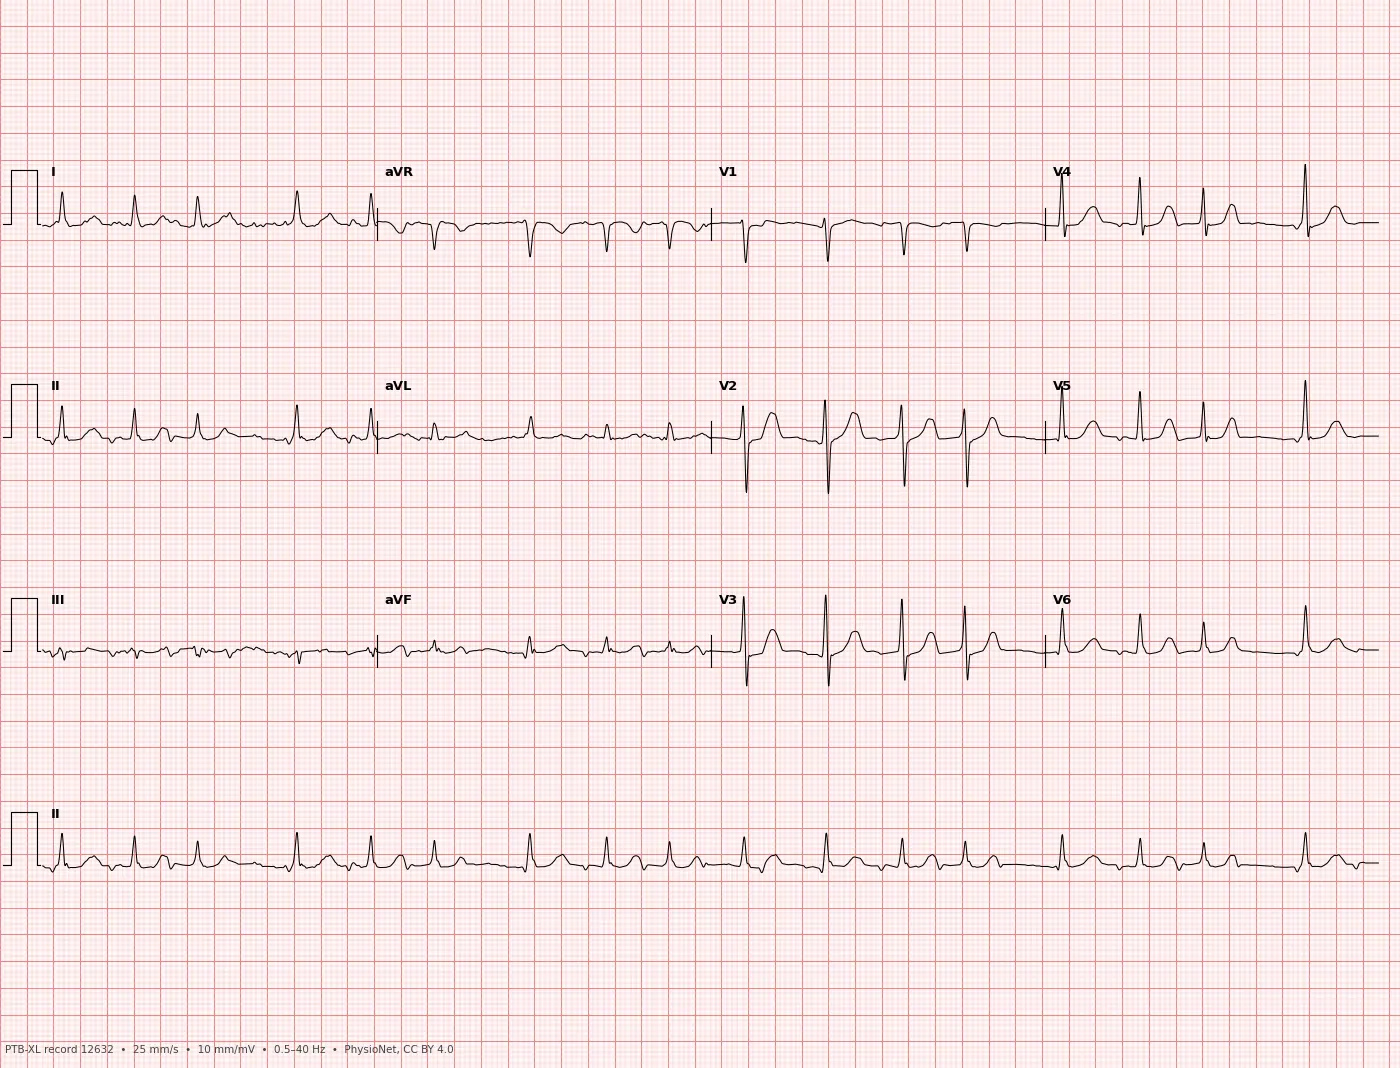 I aVR V1 V4
II aVL V2 V5
III aVF V3 V6
II
PTB-XL record 12632 • 25 mm/s • 10 mm/mV • 0.5–40 Hz • PhysioNet, CC BY 4.0